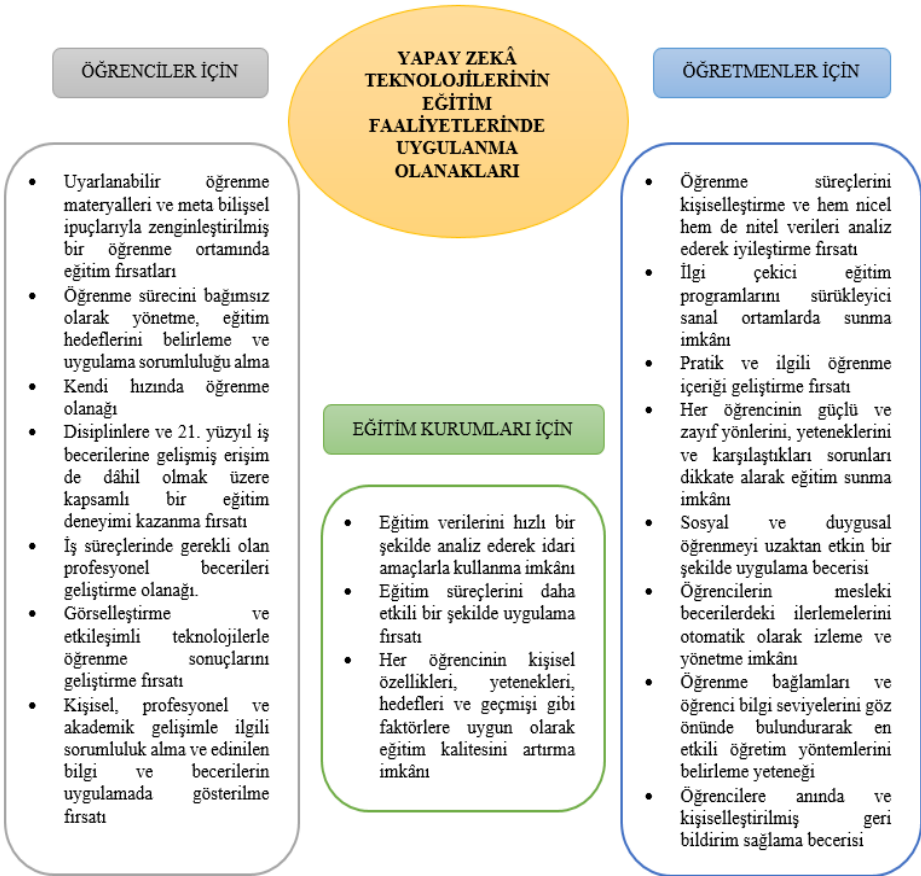 YAPAY ZEKÂ
TEKNOLOJİLERİNİN
EĞİTİM
FAALİYETLERİNDE
UYGULANMA
OLANAKLARI
ÖĞRENCİLER İÇİN
• Uyarlanabilir öğrenme
materyalleri ve meta bilişsel
ipuçlarıyla zenginleştirilmiş
bir öğrenme ortamında
eğitim fırsatları
• Öğrenme sürecini bağımsız
olarak yönetme, eğitim
hedeflerini belirleme ve
uygulama sorumluluğu alma
• Kendi hızında öğrenme
olanağı
• Disiplinlere ve 21. yüzyıl iş
becerilerine gelişmiş erişim
de dâhil olmak üzere
kapsamlı bir eğitim
deneyimi kazanma fırsatı
• İş süreçlerinde gerekli olan
profesyonel becerileri
geliştirme olanağı.
• Görselleştirme ve
etkileşimli teknolojilerle
öğrenme sonuçlarını
geliştirme fırsatı
• Kişisel, profesyonel ve
akademik gelişimle ilgili
sorumluluk alma ve edinilen
bilgi ve becerilerin
uygulamada gösterilme
fırsatı
EĞİTİM KURUMLARI İÇİN
• Eğitim verilerini hızlı bir
şekilde analiz ederek idari
amaçlarla kullanma imkânı
• Eğitim süreçlerini daha
etkili bir şekilde uygulama
fırsatı
• Her öğrencinin kişisel
özellikleri, yetenekleri,
hedefleri ve geçmişi gibi
faktörlere uygun olarak
eğitim kalitesini artırma
imkânı
ÖĞRETMENLER İÇİN
• Öğrenme süreçlerini
kişiselleştirme ve hem nicel
hem de nitel verileri analiz
ederek iyileştirme fırsatı
• İlgi çekici eğitim
programlarını sürükleyici
sanal ortamlarda sunma
imkânı
• Pratik ve ilgili öğrenme
içeriği geliştirme fırsatı
• Her öğrencinin güçlü ve
zayıf yönlerini, yeteneklerini
ve karşılaştıkları sorunları
dikkate alarak eğitim sunma
imkânı
• Sosyal ve duygusal
öğrenmeyi uzaktan etkin bir
şekilde uygulama becerisi
• Öğrencilerin mesleki
becerilerdeki ilerlemelerini
otomatik olarak izleme ve
yönetme imkânı
• Öğrenme bağlamları ve
öğrenci bilgi seviyelerini göz
önünde bulundurarak en
etkili öğretim yöntemlerini
belirleme yeteneği
• Öğrencilere anında ve
kişiselleştirilmiş geri
bildirim sağlama becerisi